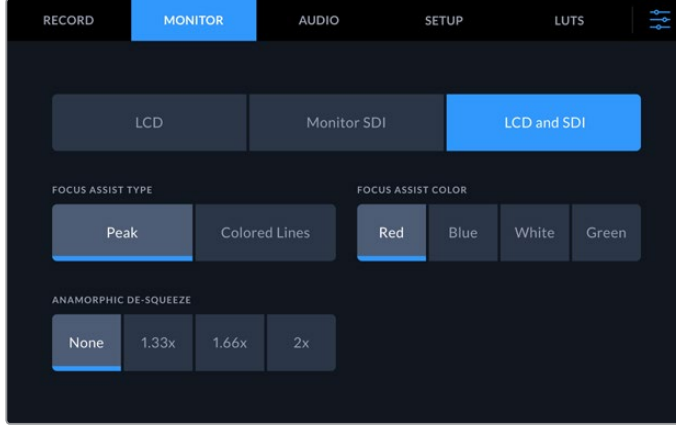 RECORD MONITOR AUDIO SETUP LUTS
LCD Monitor SDI LCD and SDI
FOCUS ASSIST TYPE FOCUS ASSIST COLOR
Peak Colored Lines Red Blue White Green
ANAMORPHIC DE-SQUEEZE
None 1.33x 1.66x 2x